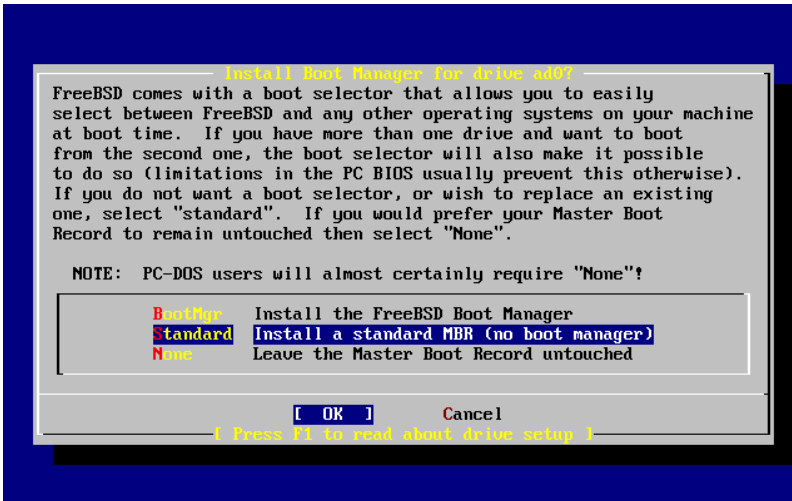 Install Boot Manager for drive ad0?
FreeBSD comes with a boot selector that allows you to easily
select between FreeBSD and any other operating systems on your machine
at boot time.  If you have more than one drive and want to boot
from the second one, the boot selector will also make it possible
to do so (limitations in the PC BIOS usually prevent this otherwise).
If you do not want a boot selector, or wish to replace an existing
one, select "standard".  If you would prefer your Master Boot
Record to remain untouched then select "None".
NOTE:  PC-DOS users will almost certainly require "None"!
BootMgr   Install the FreeBSD Boot Manager
Standard  Install a standard MBR (no boot manager)
None      Leave the Master Boot Record untouched
[  OK  ]       Cancel
[ Press F1 to read about drive setup ]